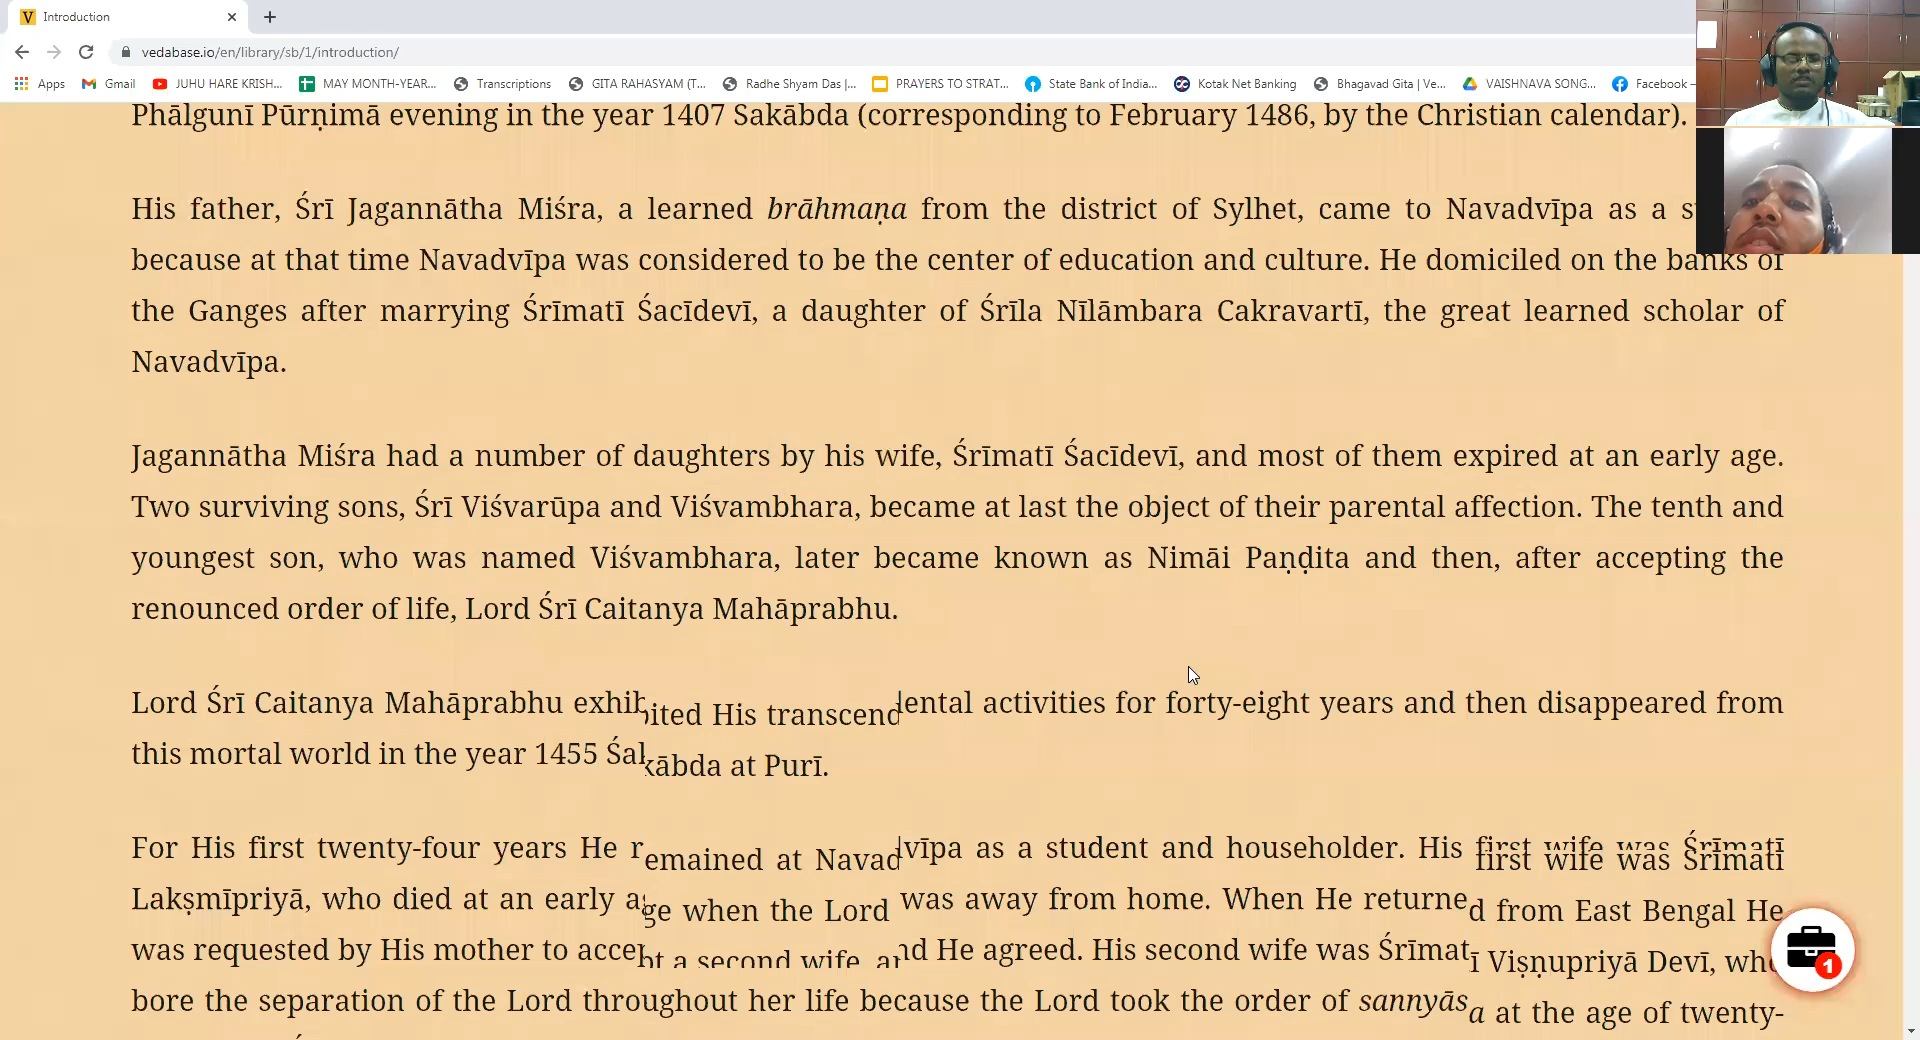 Introduction
vedabase.io/en/library/sb/1/introduction/
Apps Gmail JUHU HARE KRISH... MAY MONTH-YEAR... Transcriptions GITA RAHASYAM (T... Radhe Shyam Das |... PRAYERS TO STRAT... State Bank of India... Kotak Net Banking Bhagavad Gita | Ve... VAISHNAVA SONG... Facebook –
Phālgunī Pūrṇimā evening in the year 1407 Sakābda (corresponding to February 1486, by the Christian calendar).
His father, Śrī Jagannātha Miśra, a learned brāhmaṇa from the district of Sylhet, came to Navadvīpa as a
because at that time Navadvīpa was considered to be the center of education and culture. He domiciled on the banks of
the Ganges after marrying Śrīmatī Śacīdevī, a daughter of Śrīla Nīlāmbara Cakravartī, the great learned scholar of
Navadvīpa.
Jagannātha Miśra had a number of daughters by his wife, Śrīmatī Śacīdevī, and most of them expired at an early age.
Two surviving sons, Śrī Viśvarūpa and Viśvambhara, became at last the object of their parental affection. The tenth and
youngest son, who was named Viśvambhara, later became known as Nimāi Paṇḍita and then, after accepting the
renounced order of life, Lord Śrī Caitanya Mahāprabhu.
Lord Śrī Caitanya Mahāprabhu exhibited His transcendental activities for forty-eight years and then disappeared from
this mortal world in the year 1455 Śakābda at Purī.
For His first twenty-four years He remained at Navadvīpa as a student and householder. His first wife was Śrīmatī
Lakṣmīpriyā, who died at an early age when the Lord was away from home. When He returned from East Bengal He
was requested by His mother to accept a second wife, and He agreed. His second wife was Śrīmatī Viṣṇupriyā Devī, who
bore the separation of the Lord throughout her life because the Lord took the order of sannyāsa at the age of twenty-
1